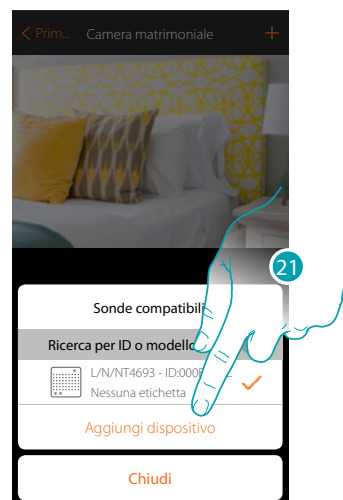 < Prim... Camera matrimoniale +
21
Sonde compatibili
Ricerca per ID o modello
L/N/NT4693 - ID:000
Nessuna etichetta
Aggiungi dispositivo
Chiudi